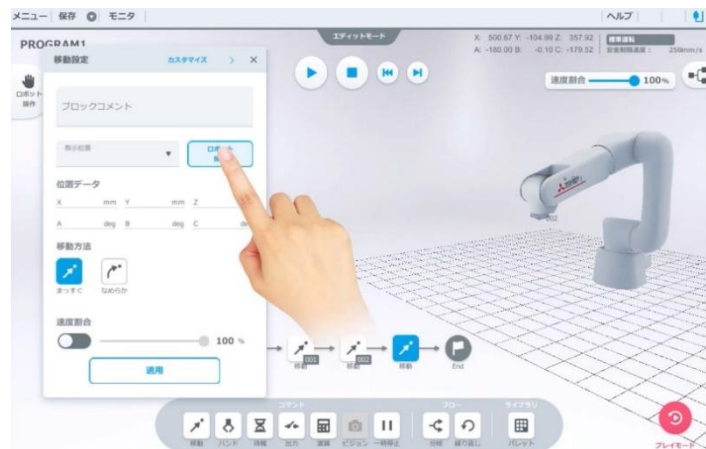 メニュー 保存 モニタ ヘルプ
エディットモード
X: 500.67 Y: -104.99 Z: 357.92 標準運転
A: -180.00 B: -0.10 C: -179.52 安全制限速度： 250mm/s
PROGRAM1
移動設定 カスタマイズ > ×
ロボット
操作
速度割合 100%
ブロックコメント
教示位置
位置データ
X mm Y mm Z
A deg B deg C
移動方法
まっすぐ なめらか
速度割合
100 %
適用
001 002
移動 移動 移動 End
コマンド フロー ライブラリ
移動 ハンド 待機 出力 演算 ビジョン 一時停止 分岐 繰り返し パレット
プレイモード